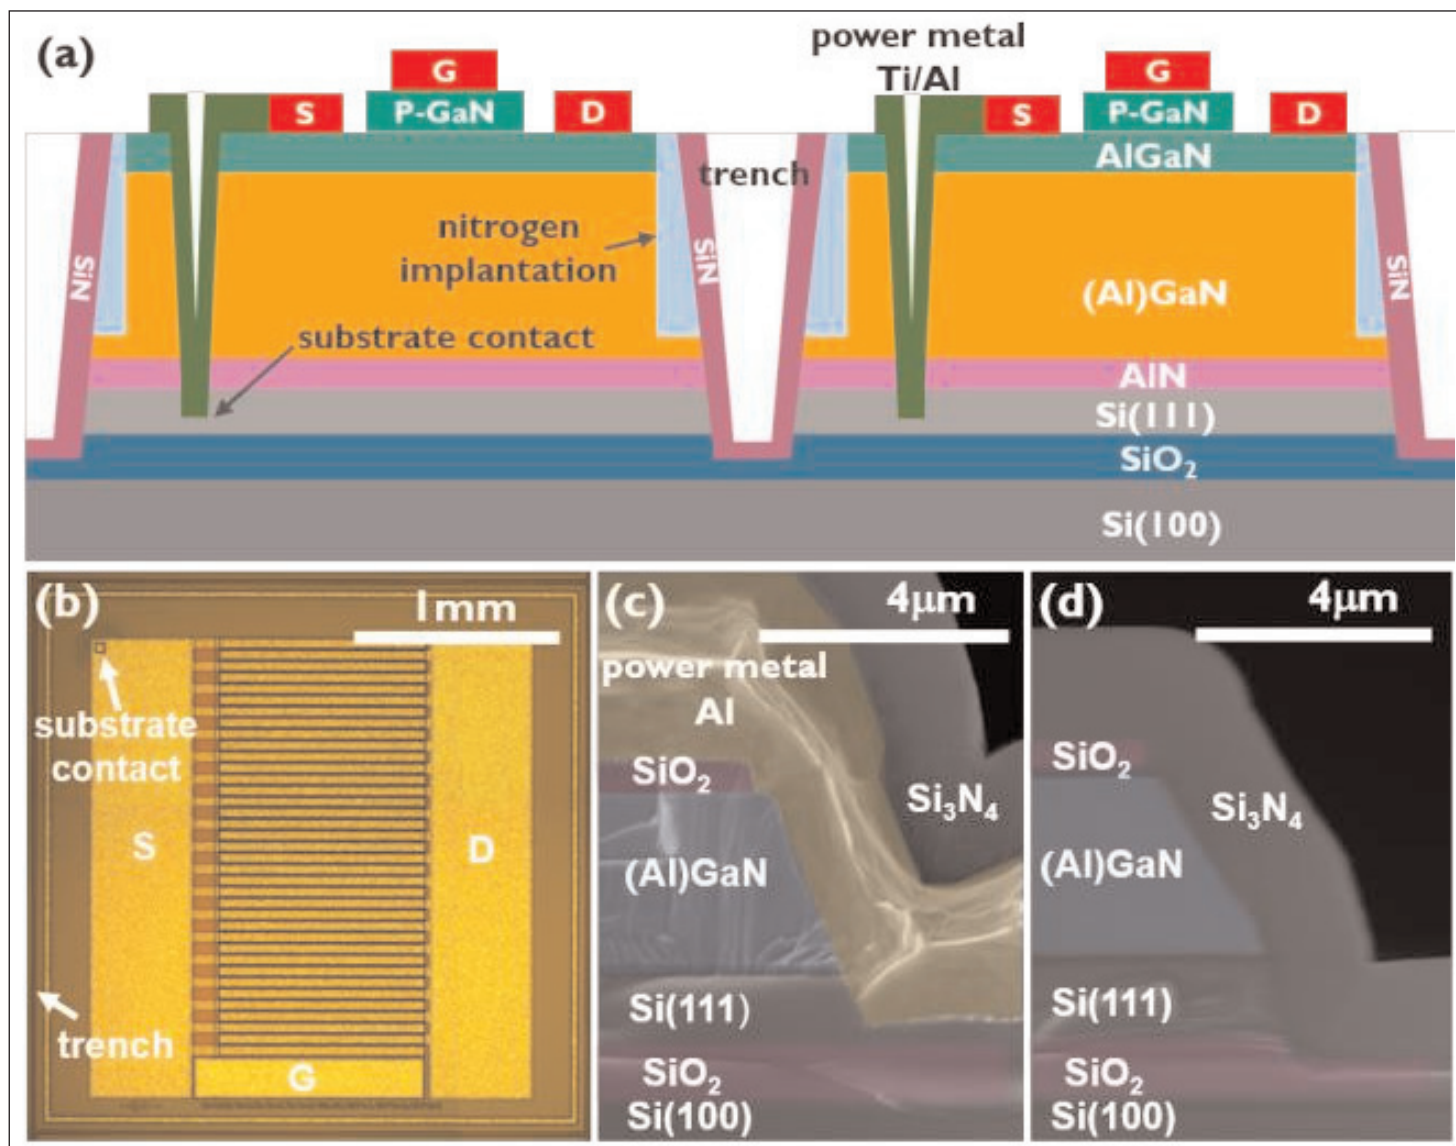 (a)
power metal
Ti/Al
G
G
S
P-GaN
D
S
P-GaN
D
AlGaN
trench
nitrogen
implantation
SiN
SiN
SiN
(Al)GaN
substrate contact
AlN
Si(111)
SiO₂
Si(100)
(b)
1mm
substrate
contact
S
D
trench
G
(c)
4μm
power metal
Al
SiO₂
Si₃N₄
(Al)GaN
Si(111)
SiO₂
Si(100)
(d)
4μm
SiO₂
Si₃N₄
(Al)GaN
Si(111)
SiO₂
Si(100)